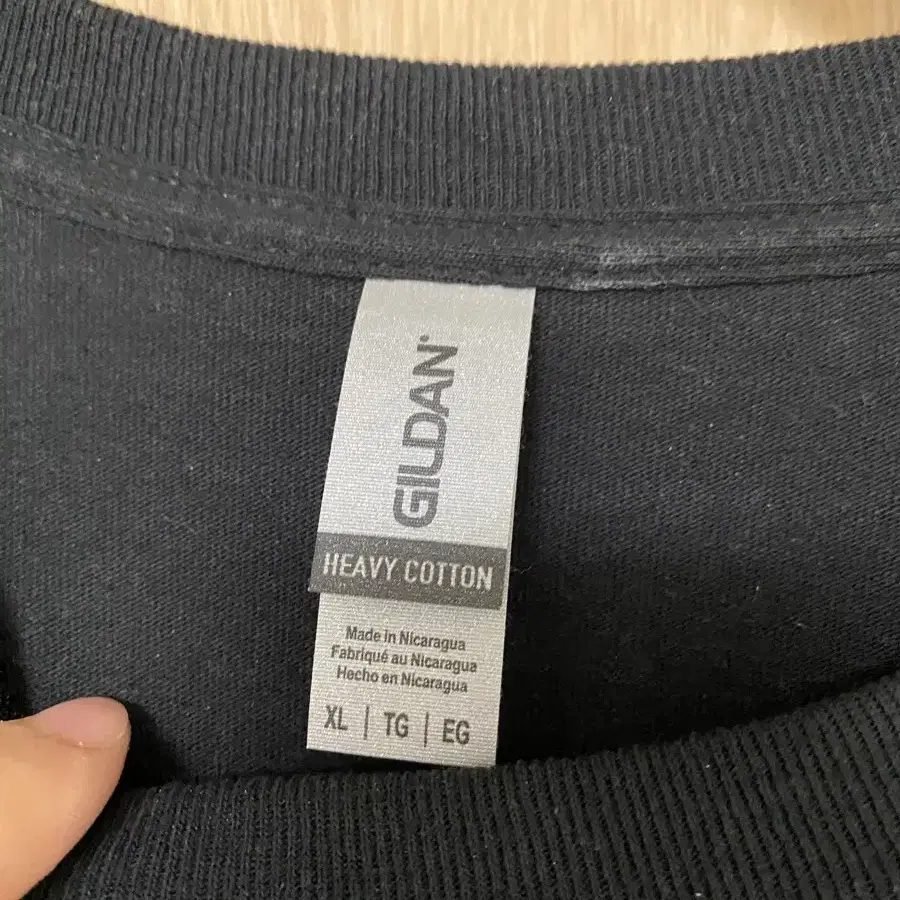 GILDAN
HEAVY COTTON
Made in Nicaragua
Fabriqué au Nicaragua
Hecho en Nicaragua
XL | TG | EG